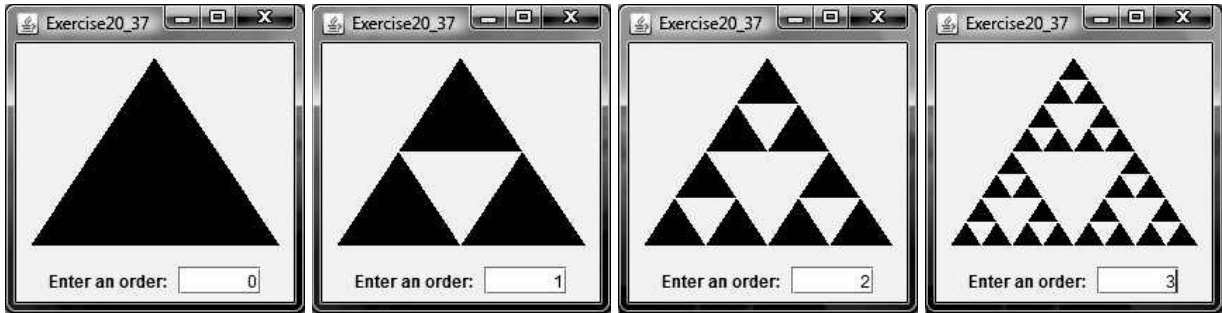 Exercise20_37
Enter an order: 0
Exercise20_37
Enter an order: 1
Exercise20_37
Enter an order: 2
Exercise20_37
Enter an order: 3